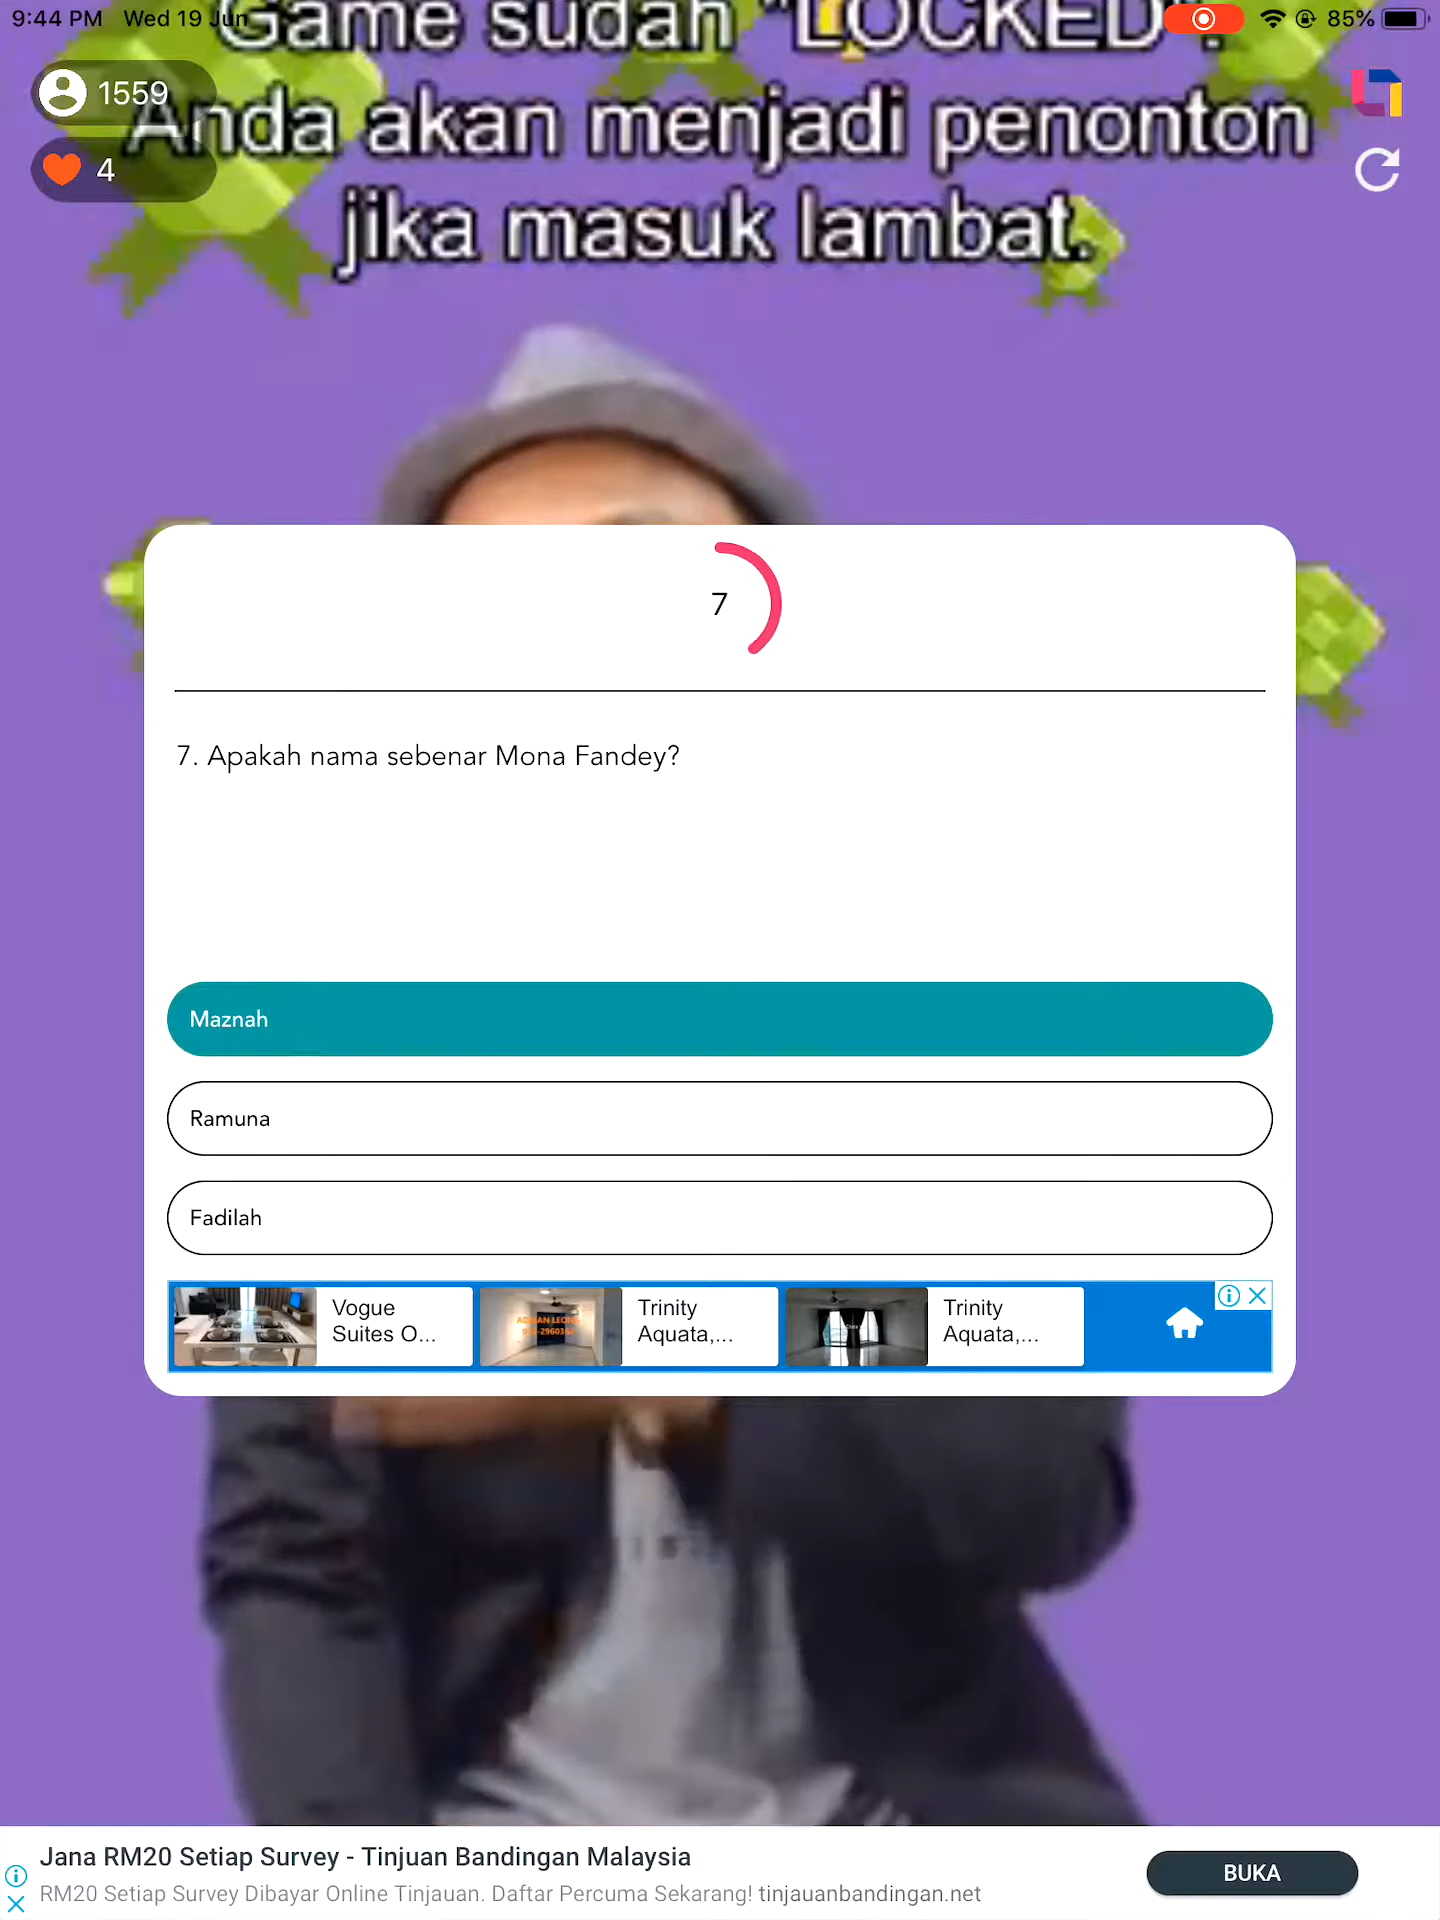 9:44 PM Wed 19 Jun
85%
Game sudah "LOCKED".
1559
Anda akan menjadi penonton
4
jika masuk lambat.
7
7. Apakah nama sebenar Mona Fandey?
Maznah
Ramuna
Fadilah
Vogue
Suites O...
Trinity
Aquata,...
Trinity
Aquata,...
Jana RM20 Setiap Survey - Tinjuan Bandingan Malaysia
RM20 Setiap Survey Dibayar Online Tinjauan. Daftar Percuma Sekarang! tinjauanbandingan.net
BUKA